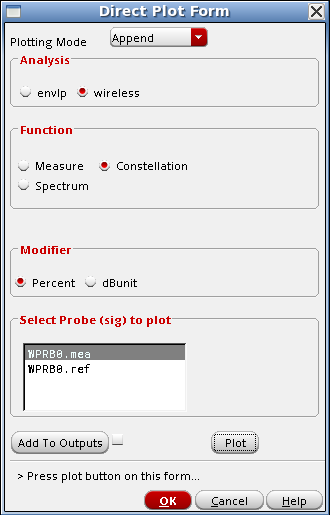 Direct Plot Form
Plotting Mode Append
Analysis
envlp wireless
Function
Measure Constellation
Spectrum
Modifier
Percent dBunit
Select Probe (sig) to plot
WPRB0.mea
WPRB0.ref
Add To Outputs Plot
> Press plot button on this form...
OK Cancel Help